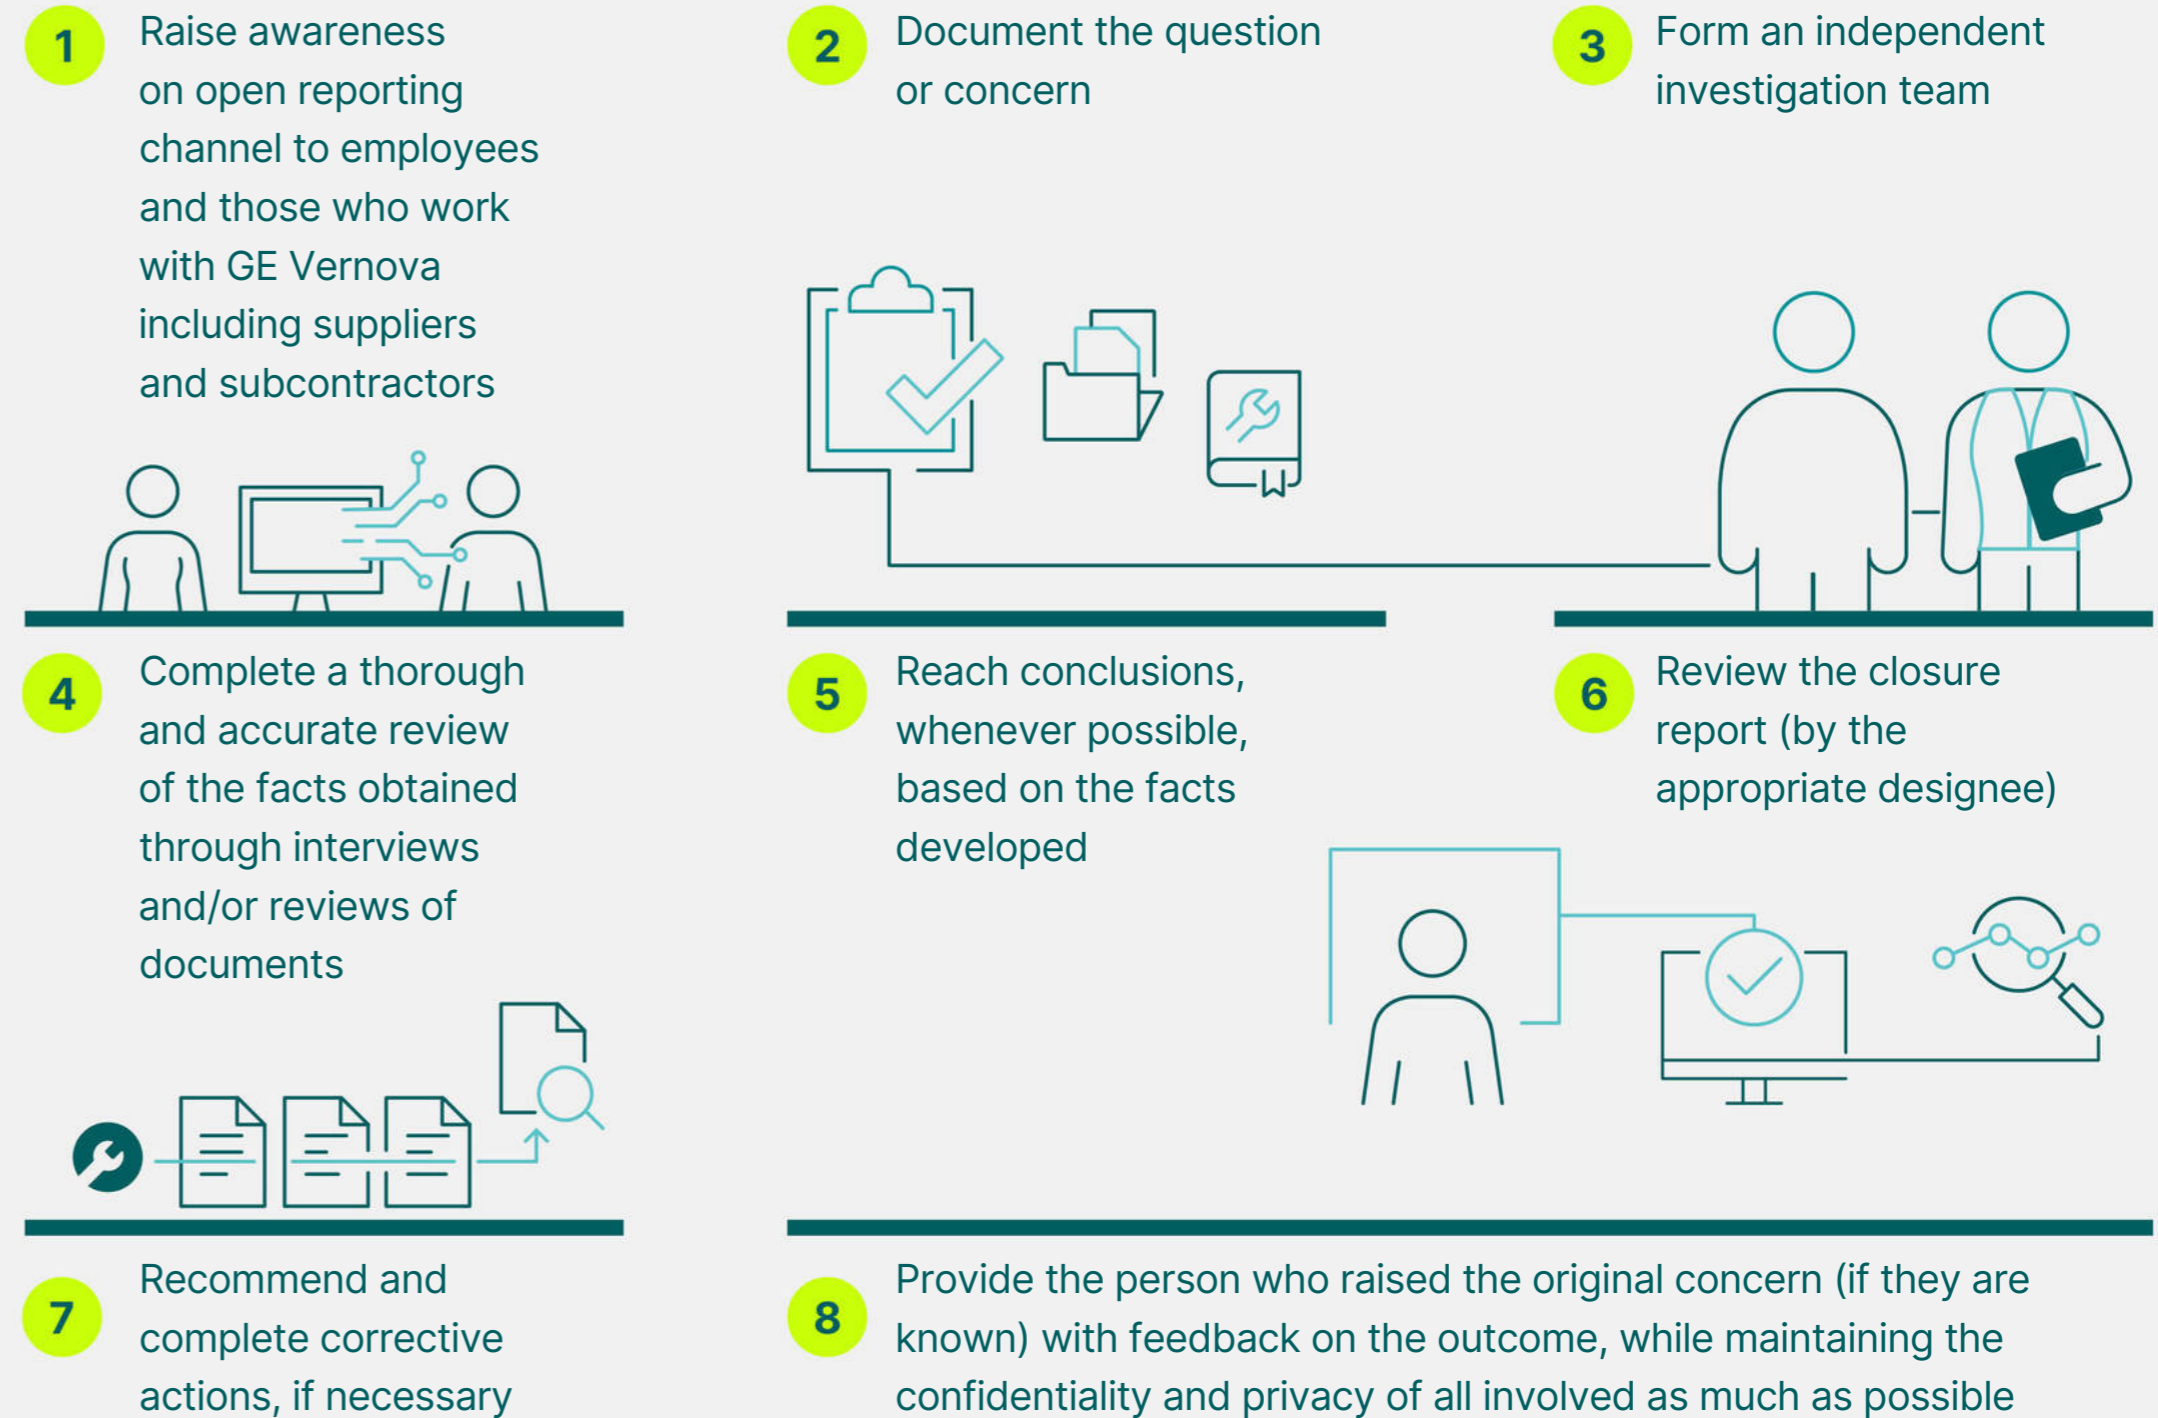 1
Raise awareness
on open reporting
channel to employees
and those who work
with GE Vernova
including suppliers
and subcontractors
2
Document the question
or concern
3
Form an independent
investigation team
4
Complete a thorough
and accurate review
of the facts obtained
through interviews
and/or reviews of
documents
5
Reach conclusions,
whenever possible,
based on the facts
developed
6
Review the closure
report (by the
appropriate designee)
7
Recommend and
complete corrective
actions, if necessary
8
Provide the person who raised the original concern (if they are
known) with feedback on the outcome, while maintaining the
confidentiality and privacy of all involved as much as possible